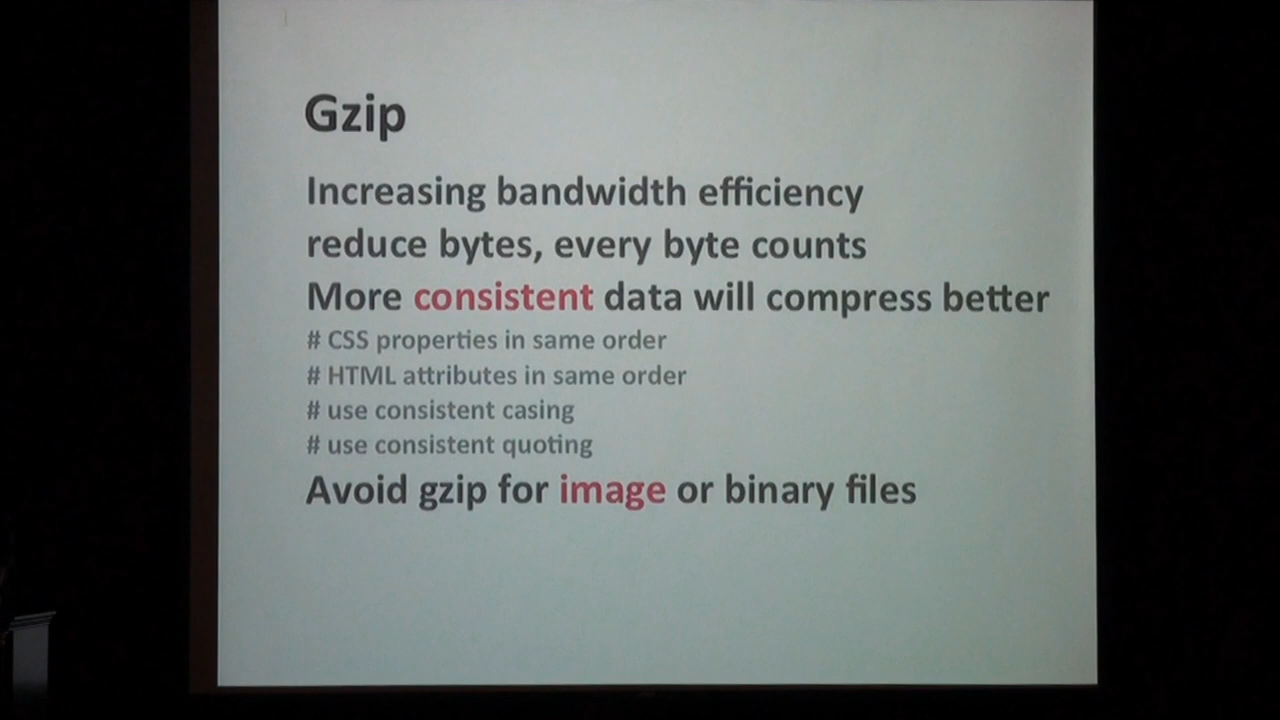 Gzip
Increasing bandwidth efficiency
reduce bytes, every byte counts
More consistent data will compress better
# CSS properties in same order
# HTML attributes in same order
# use consistent casing
# use consistent quoting
Avoid gzip for image or binary files